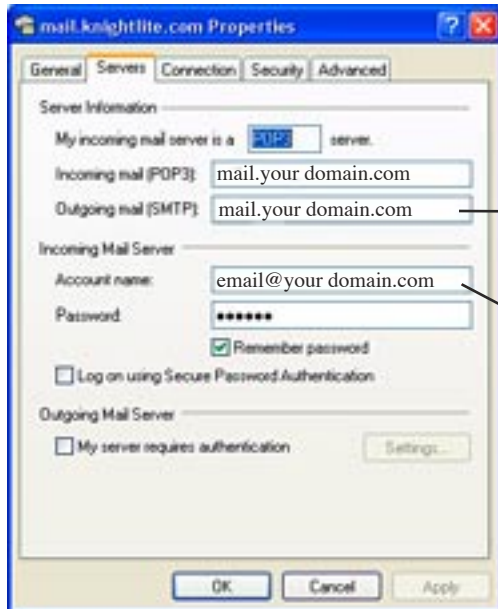 mail.knightlite.com Properties
General Servers Connection Security Advanced
Server Information
My incoming mail server is a POP3 server.
Incoming mail (POP3): mail.your domain.com
Outgoing mail (SMTP): mail.your domain.com
Incoming Mail Server
Account name: email@your domain.com
Password: ●●●●●●
Remember password
Log on using Secure Password Authentication
Outgoing Mail Server
My server requires authentication Settings...
OK Cancel Apply